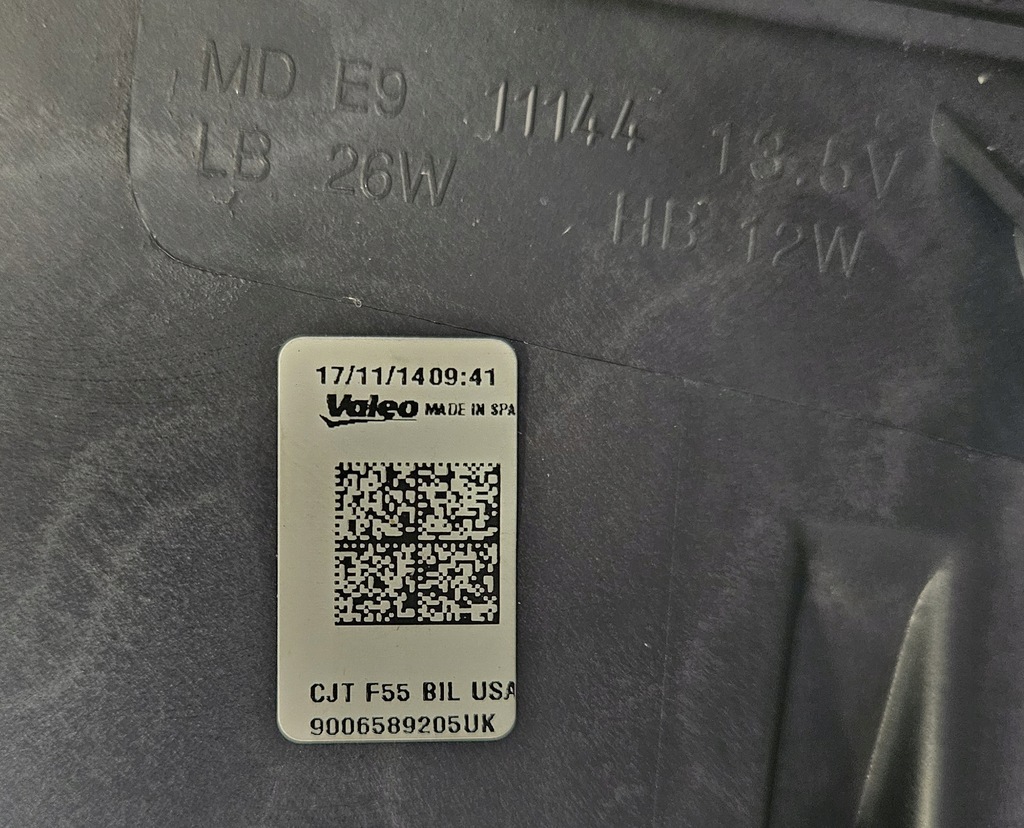 MD E9 11144 13.5V
LB 26W HB 12W
17/11/14 09:41
Valeo MADE IN SPA
CJT F55 BIL USA
9006589205UK